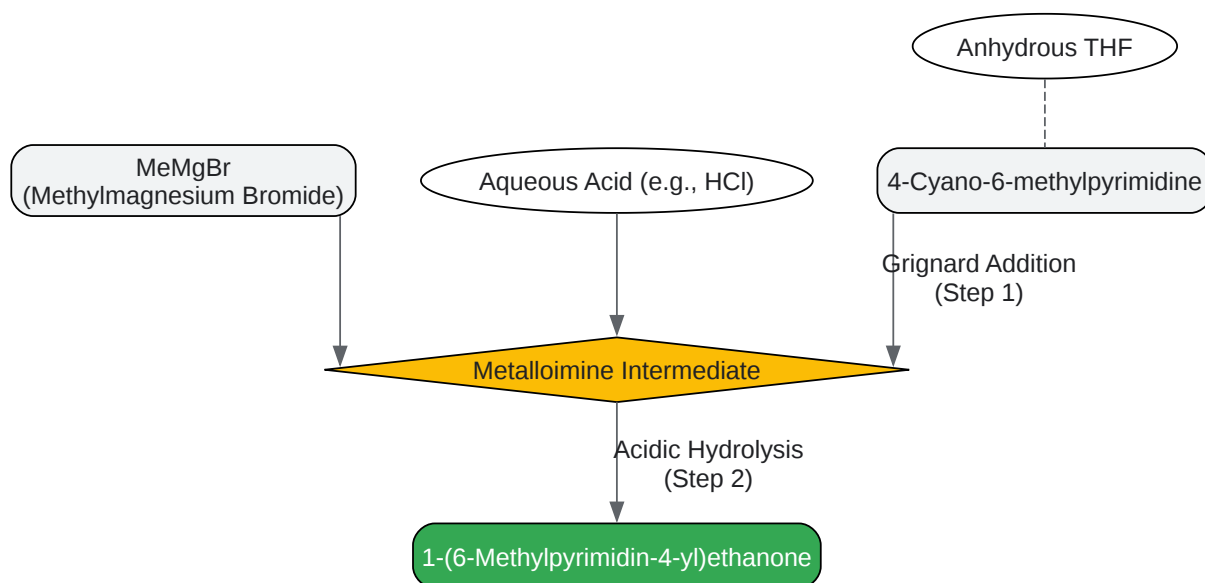 Anhydrous THF
MeMgBr
(Methylmagnesium Bromide)
Aqueous Acid (e.g., HCl)
4-Cyano-6-methylpyrimidine
Grignard Addition
(Step 1)
Metalloimine Intermediate
Acidic Hydrolysis
(Step 2)
1-(6-Methylpyrimidin-4-yl)ethanone